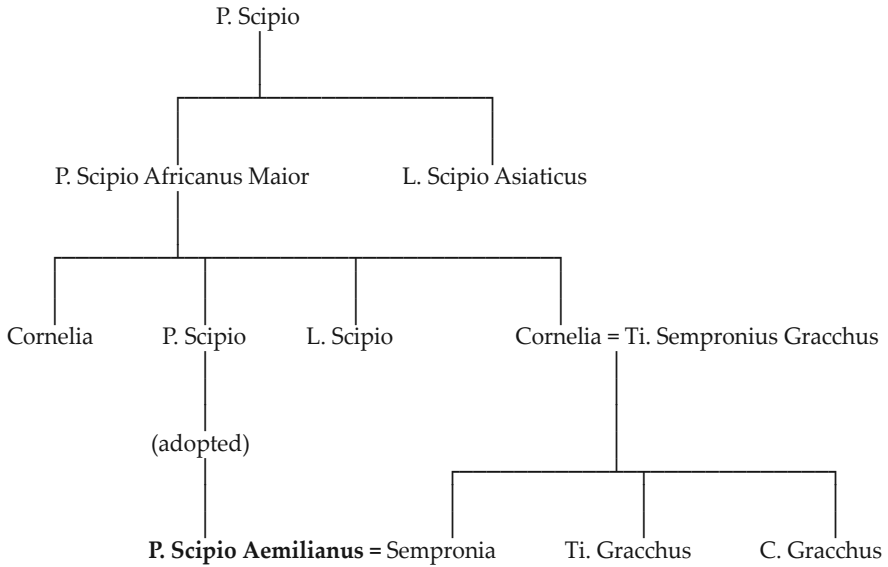 P. Scipio
P. Scipio Africanus Maior L. Scipio Asiaticus
Cornelia P. Scipio L. Scipio Cornelia = Ti. Sempronius Gracchus
(adopted)
P. Scipio Aemilianus = Sempronia Ti. Gracchus C. Gracchus